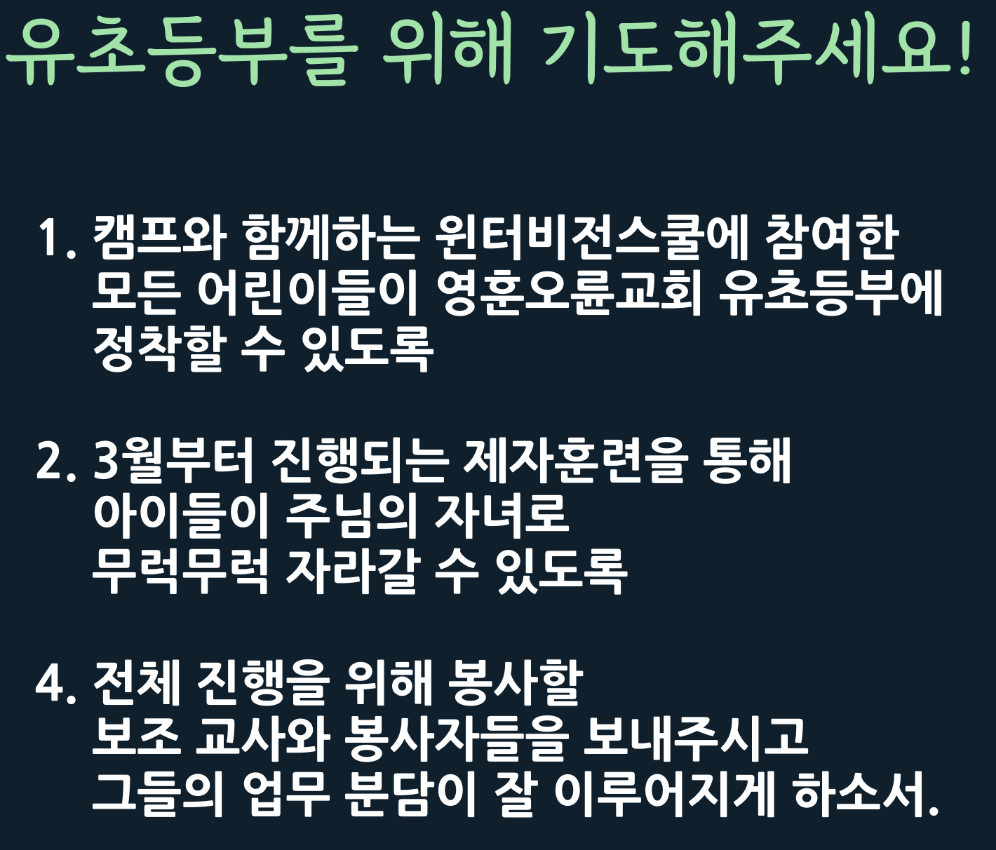 유초등부를 위해 기도해주세요!
1. 캠프와 함께하는 윈터비전스쿨에 참여한
모든 어린이들이 영훈오륜교회 유초등부에
정착할 수 있도록
2. 3월부터 진행되는 제자훈련을 통해
아이들이 주님의 자녀로
무럭무럭 자라갈 수 있도록
4. 전체 진행을 위해 봉사할
보조 교사와 봉사자들을 보내주시고
그들의 업무 분담이 잘 이루어지게 하소서.